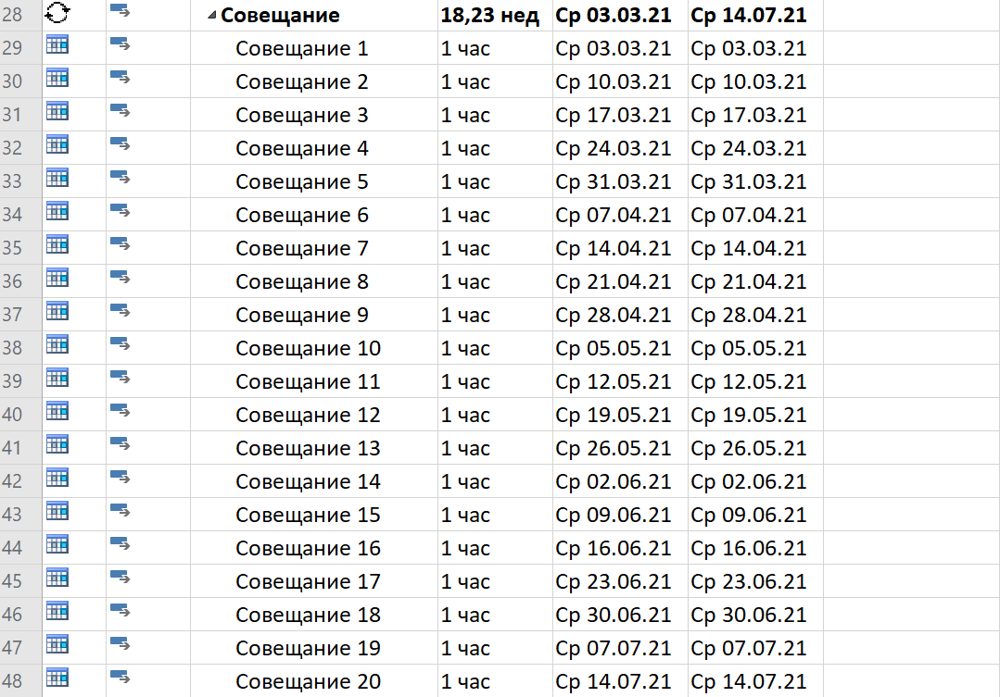 28 Совещание 18,23 нед Ср 03.03.21 Ср 14.07.21
29 Совещание 1 1 час Ср 03.03.21 Ср 03.03.21
30 Совещание 2 1 час Ср 10.03.21 Ср 10.03.21
31 Совещание 3 1 час Ср 17.03.21 Ср 17.03.21
32 Совещание 4 1 час Ср 24.03.21 Ср 24.03.21
33 Совещание 5 1 час Ср 31.03.21 Ср 31.03.21
34 Совещание 6 1 час Ср 07.04.21 Ср 07.04.21
35 Совещание 7 1 час Ср 14.04.21 Ср 14.04.21
36 Совещание 8 1 час Ср 21.04.21 Ср 21.04.21
37 Совещание 9 1 час Ср 28.04.21 Ср 28.04.21
38 Совещание 10 1 час Ср 05.05.21 Ср 05.05.21
39 Совещание 11 1 час Ср 12.05.21 Ср 12.05.21
40 Совещание 12 1 час Ср 19.05.21 Ср 19.05.21
41 Совещание 13 1 час Ср 26.05.21 Ср 26.05.21
42 Совещание 14 1 час Ср 02.06.21 Ср 02.06.21
43 Совещание 15 1 час Ср 09.06.21 Ср 09.06.21
44 Совещание 16 1 час Ср 16.06.21 Ср 16.06.21
45 Совещание 17 1 час Ср 23.06.21 Ср 23.06.21
46 Совещание 18 1 час Ср 30.06.21 Ср 30.06.21
47 Совещание 19 1 час Ср 07.07.21 Ср 07.07.21
48 Совещание 20 1 час Ср 14.07.21 Ср 14.07.21